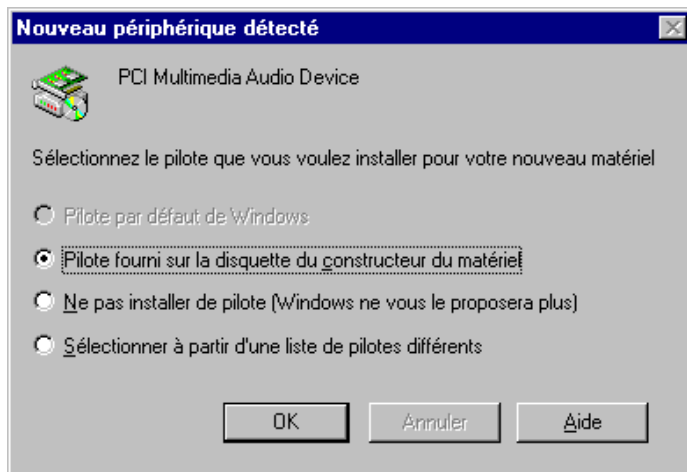 Nouveau périphérique détecté
PCI Multimedia Audio Device
Sélectionnez le pilote que vous voulez installer pour votre nouveau matériel
Pilote par défaut de Windows
Pilote fourni sur la disquette du constructeur du matériel
Ne pas installer de pilote (Windows ne vous le proposera plus)
Sélectionner à partir d'une liste de pilotes différents
OK Annuler Aide